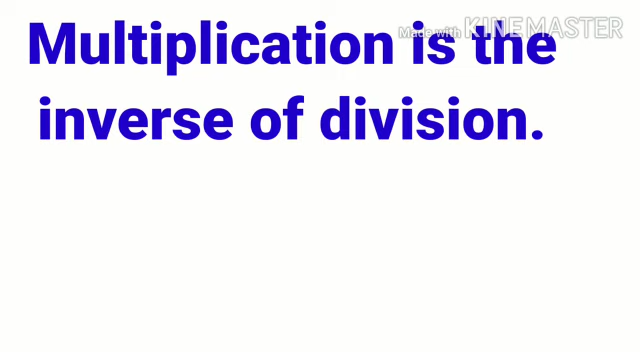 Made with KINEMASTER
Multiplication is the
inverse of division.